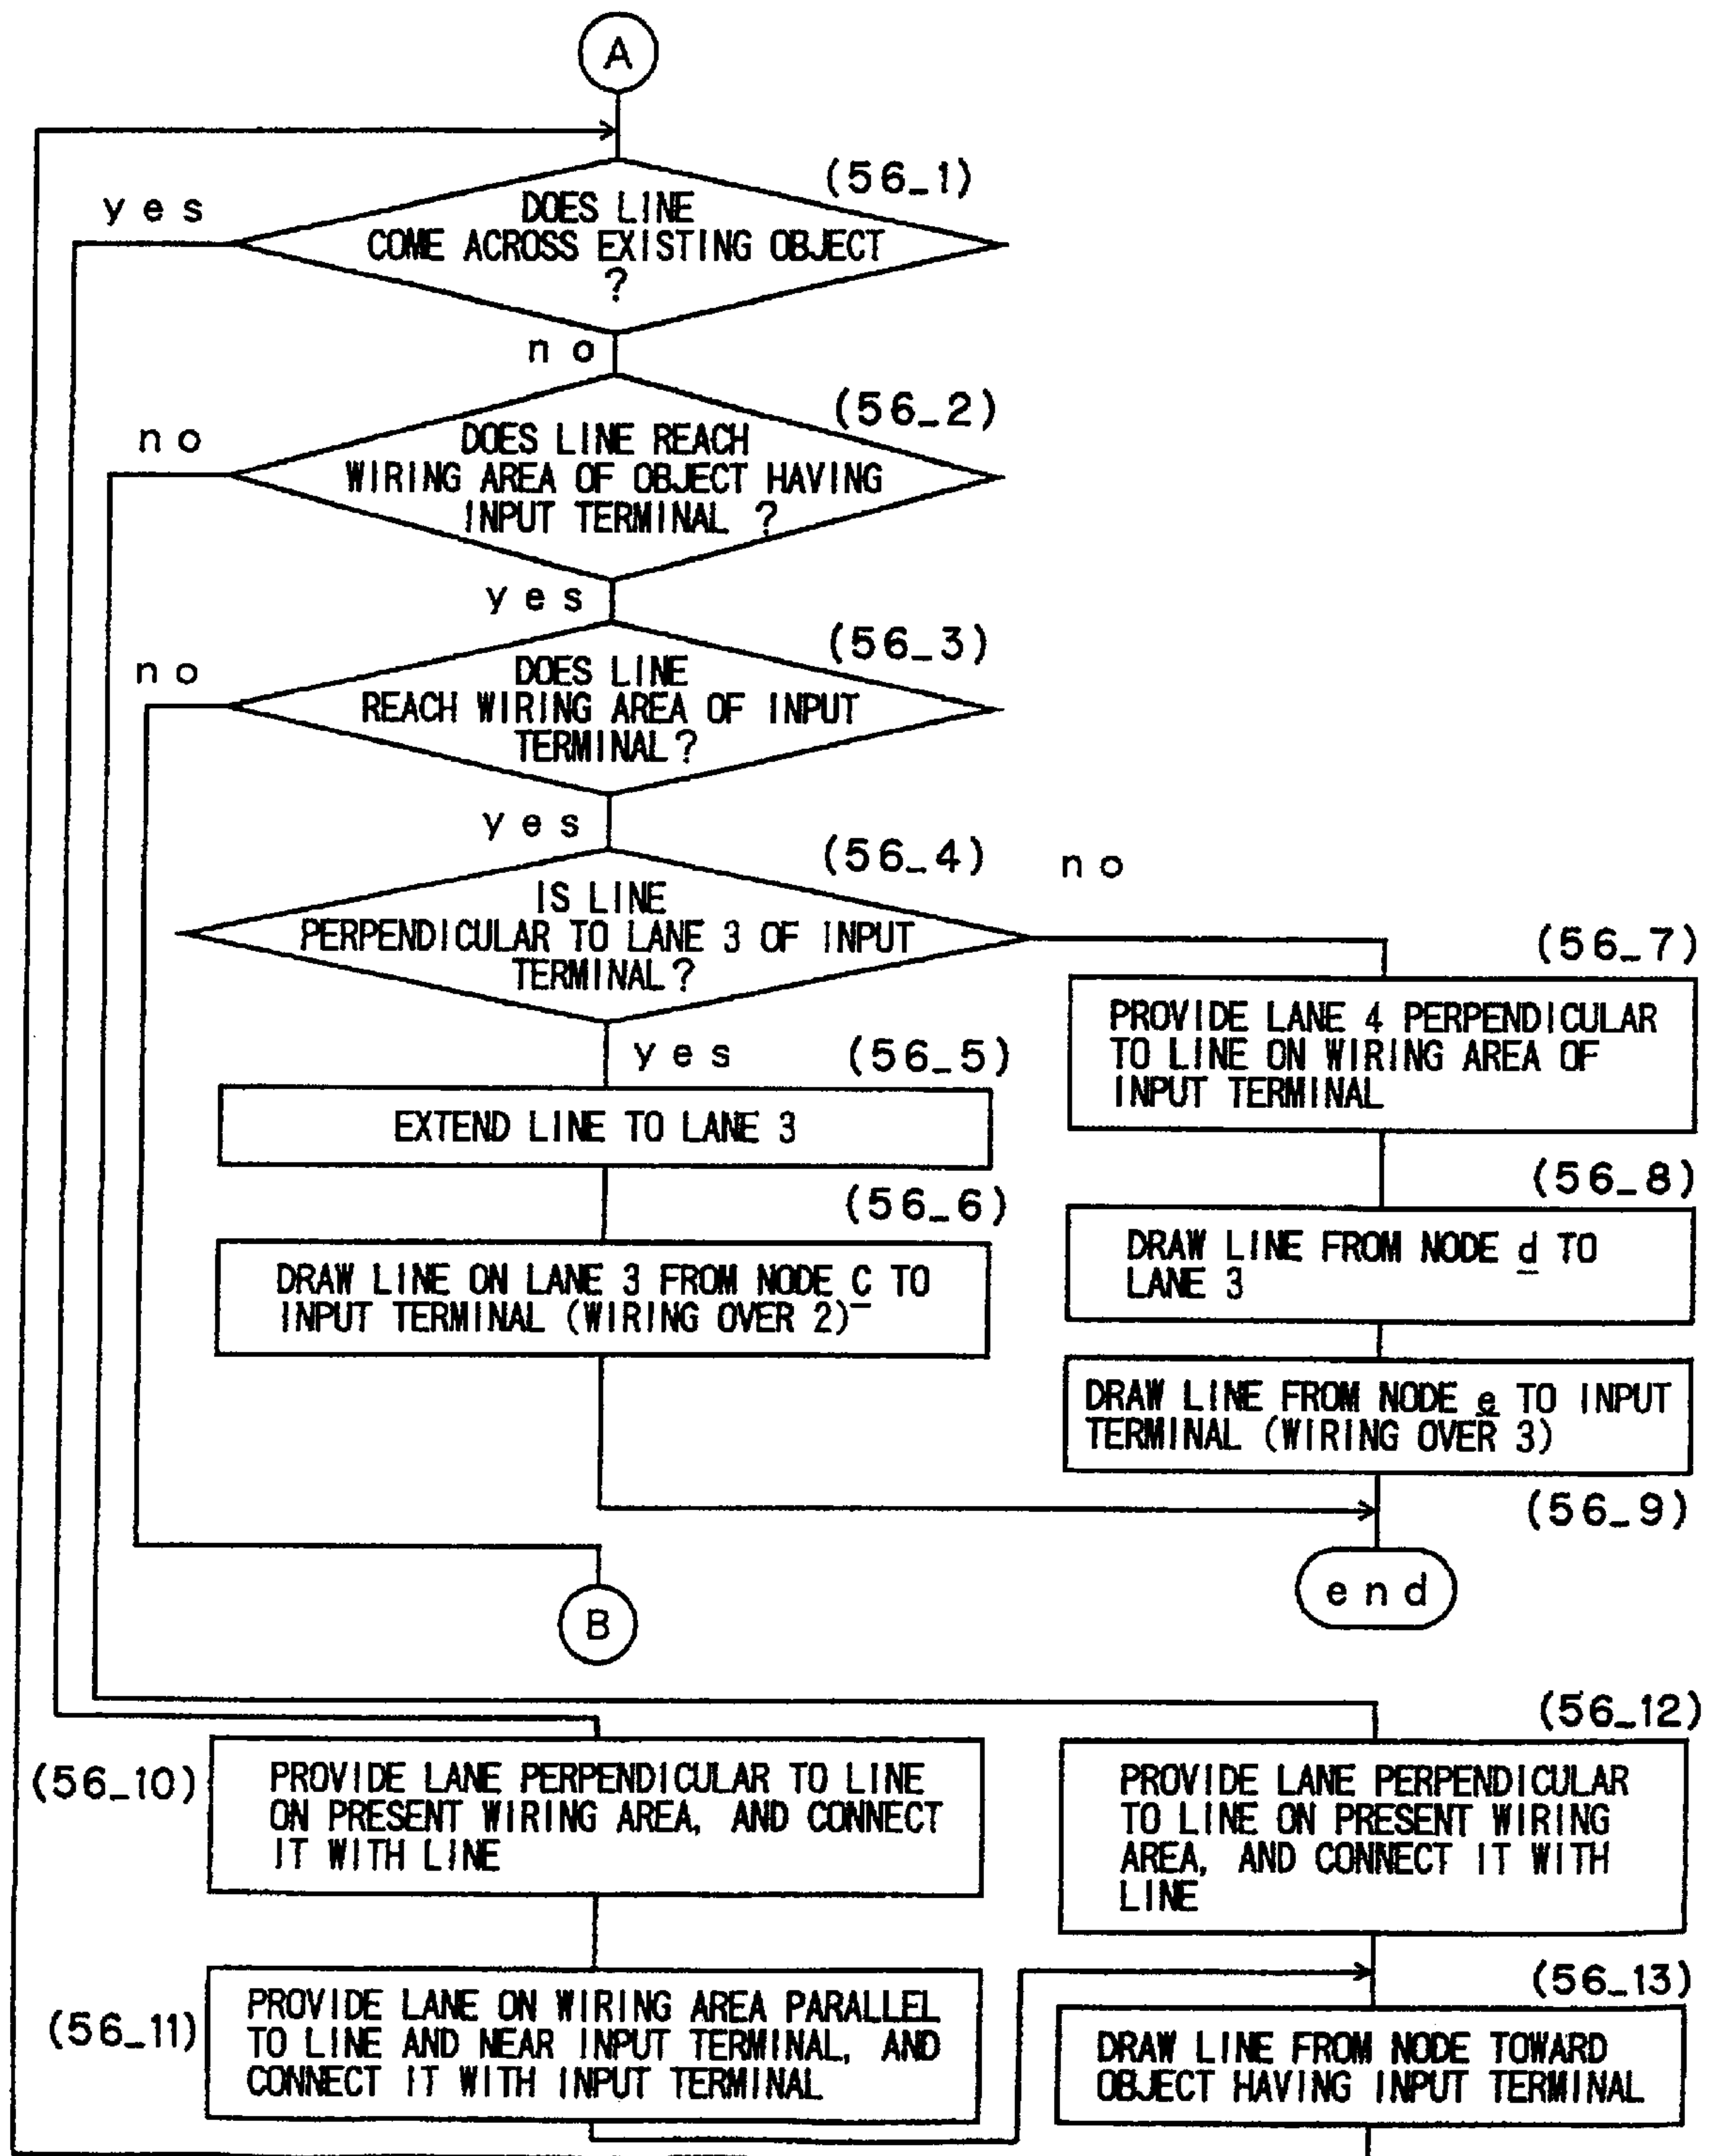 A
(56_1)
yes
DOES LINE
COME ACROSS EXISTING OBJECT
?
no
(56_2)
no
DOES LINE REACH
WIRING AREA OF OBJECT HAVING
INPUT TERMINAL ?
yes
(56_3)
no
DOES LINE
REACH WIRING AREA OF INPUT
TERMINAL?
yes
(56_4)
no
IS LINE
PERPENDICULAR TO LANE 3 OF INPUT
TERMINAL?
yes
(56_5)
EXTEND LINE TO LANE 3
(56_6)
DRAW LINE ON LANE 3 FROM NODE C TO
INPUT TERMINAL (WIRING OVER 2)
(56_7)
PROVIDE LANE 4 PERPENDICULAR
TO LINE ON WIRING AREA OF
INPUT TERMINAL
(56_8)
DRAW LINE FROM NODE d TO
LANE 3
DRAW LINE FROM NODE e TO INPUT
TERMINAL (WIRING OVER 3)
(56_9)
end
B
(56_10)
PROVIDE LANE PERPENDICULAR TO LINE
ON PRESENT WIRING AREA, AND CONNECT
IT WITH LINE
(56_11)
PROVIDE LANE ON WIRING AREA PARALLEL
TO LINE AND NEAR INPUT TERMINAL, AND
CONNECT IT WITH INPUT TERMINAL
(56_12)
PROVIDE LANE PERPENDICULAR
TO LINE ON PRESENT WIRING
AREA, AND CONNECT IT WITH
LINE
(56_13)
DRAW LINE FROM NODE TOWARD
OBJECT HAVING INPUT TERMINAL